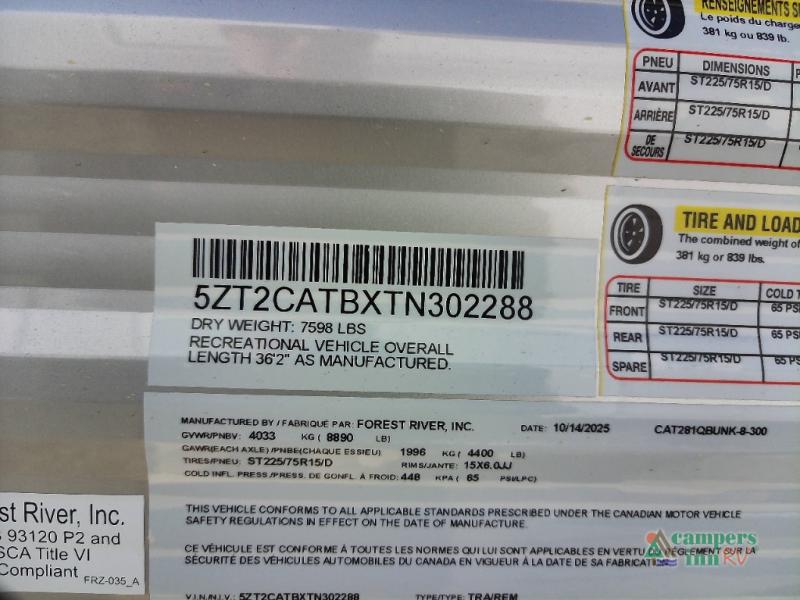 RENSEIGNEMENTS
Le poids du
381 kg ou 839 lb.
PNEU DIMENSIONS
AVANT ST225/75R15/D
ARRIÈRE ST225/75R15/D
DE SECOURS ST225/75R15/D
TIRE AND LOAD
The combined weight of
381 kg or 839 lbs.
TIRE SIZE COLD
FRONT ST225/75R15/D 65 PS
REAR ST225/75R15/D 65 PS
SPARE ST225/75R15/D 65 PS
5ZT2CATBXTN302288
DRY WEIGHT: 7598 LBS
RECREATIONAL VEHICLE OVERALL
LENGTH 36'2" AS MANUFACTURED.
MANUFACTURED BY / FABRIQUE PAR: FOREST RIVER, INC. DATE: 10/14/2025 CAT281QBUNK-8-300
GVWR/PNBV: 4033 KG ( 8890 LB)
GAWR(EACH AXLE) /PNBE(CHAQUE ESSIEU) 1996 KG ( 4400 LB)
TIRES/PNEU: ST225/75R15/D RIMS/JANTE: 15X6.0JJ
COLD INFL. PRESS/PRESS. DE GONFL. À FROID: 448 KPA ( 65 PSI/LPC)
THIS VEHICLE CONFORMS TO ALL APPLICABLE STANDARDS PRESCRIBED UNDER THE CANADIAN MOTOR VEHICLE
SAFETY REGULATIONS IN EFFECT ON THE DATE OF MANUFACTURE.
CE VÉHICULE EST CONFORME À TOUTES LES NORMES QUI LUI SONT APPLICABLES EN VERTU RÉGLEMENT SUR LA
SÉCURITÉ DES VÉHICULES AUTOMOBILES DU CANADA EN VIGUEUR À LA DATE DE SA FABRICATION
V.I.N./N.I.V.: 5ZT2CATBXTN302288 TYPE/TYPE: TRA/REM
est River, Inc.
93120 P2 and
SCA Title VI
Compliant FRZ-035_A
campers
inn RV